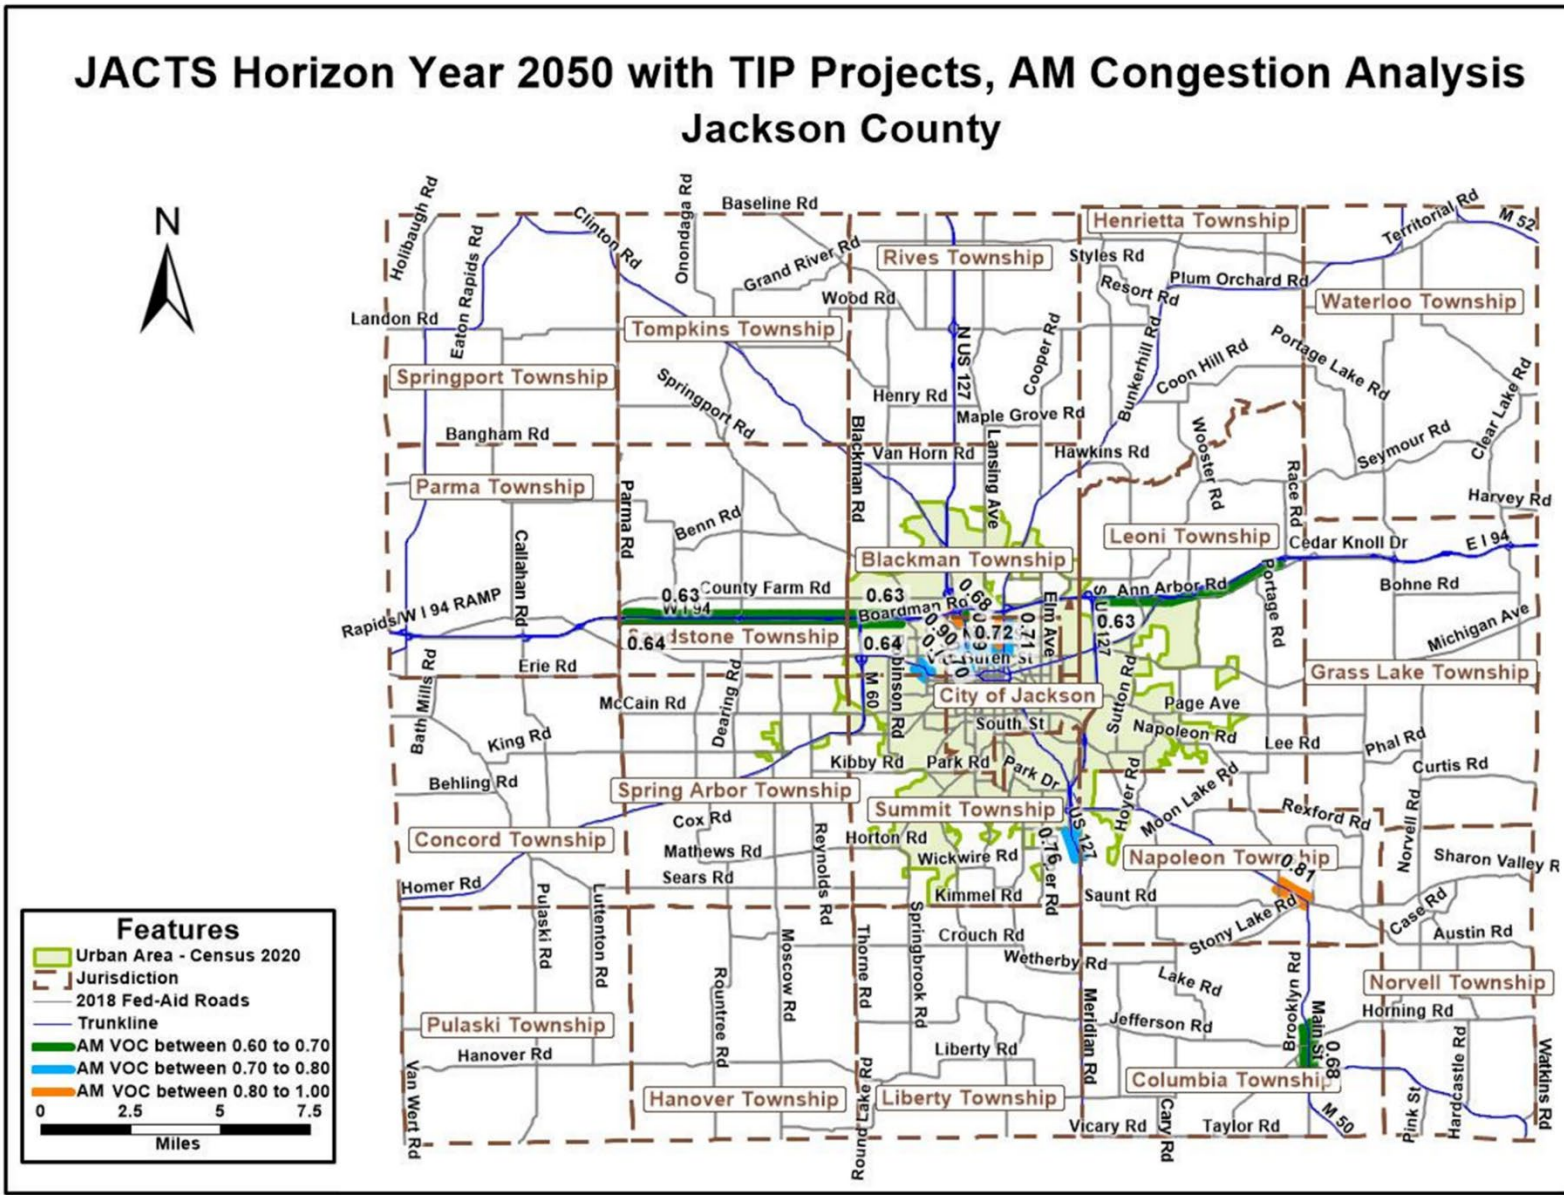 JACTS Horizon Year 2050 with TIP Projects, AM Congestion Analysis
Jackson County
N
Holibaugh Rd
Eaton Rapids Rd
Clinton Rd
Onondaga Rd
Baseline Rd
Grand River Rd
Wood Rd
Rives Township
Henrietta Township
Styles Rd
Resort Rd
Plum Orchard Rd
Territorial Rd
M 52
Waterloo Township
Landon Rd
Tompkins Township
N US 127
Cooper Rd
Bunkerhill Rd
Coon Hill Rd
Portage Lake Rd
Clear Lake Rd
Springport Township
Springport Rd
Henry Rd
Maple Grove Rd
Bangham Rd
Blackman Rd
Van Horn Rd
Lansing Ave
Hawkins Rd
Wooster Rd
Race Rd
Seymour Rd
Parma Township
Parma Rd
Benn Rd
Harvey Rd
Callahan Rd
Blackman Township
Leoni Township
Cedar Knoll Dr
E I 94
Rapids/W I 94 RAMP
0.63
County Farm Rd
W I 94
0.63
Boardman Rd
0.68
Elm Ave
Ann Arbor Rd
Portage Rd
Bohne Rd
0.64
Sandstone Township
0.64
0.90
0.72
0.71
0.63
Michigan Ave
Erie Rd
Grass Lake Township
Bath Mills Rd
McCain Rd
Dearing Rd
M 60
City of Jackson
Sutton Rd
Page Ave
South St
Napoleon Rd
Lee Rd
Phal Rd
King Rd
Kibby Rd
Park Rd
Park Dr
Hoyer Rd
Moon Lake Rd
Curtis Rd
Behling Rd
Spring Arbor Township
Summit Township
US 127
Rexford Rd
Norvell Rd
Concord Township
Cox Rd
Mathews Rd
Reynolds Rd
Horton Rd
Wickwire Rd
0.76
Napoleon Township
0.81
Sharon Valley R
Homer Rd
Sears Rd
Kimmel Rd
Saunt Rd
Stony Lake Rd
Case Rd
Austin Rd
Pulaski Rd
Luttenton Rd
Moscow Rd
Thorne Rd
Springbrook Rd
Crouch Rd
Wetherby Rd
Lake Rd
Brooklyn Rd
Norvell Township
Rountree Rd
Meridian Rd
Jefferson Rd
Main St
0.68
Horning Rd
Pulaski Township
Hanover Rd
Liberty Rd
Columbia Township
Hardcastle Rd
Watkins Rd
Van Wert Rd
Hanover Township
Round Lake Rd
Liberty Township
Vicary Rd
Cary Rd
Taylor Rd
M 50
Pink St
Features
Urban Area - Census 2020
Jurisdiction
2018 Fed-Aid Roads
Trunkline
AM VOC between 0.60 to 0.70
AM VOC between 0.70 to 0.80
AM VOC between 0.80 to 1.00
0 2.5 5 7.5
Miles